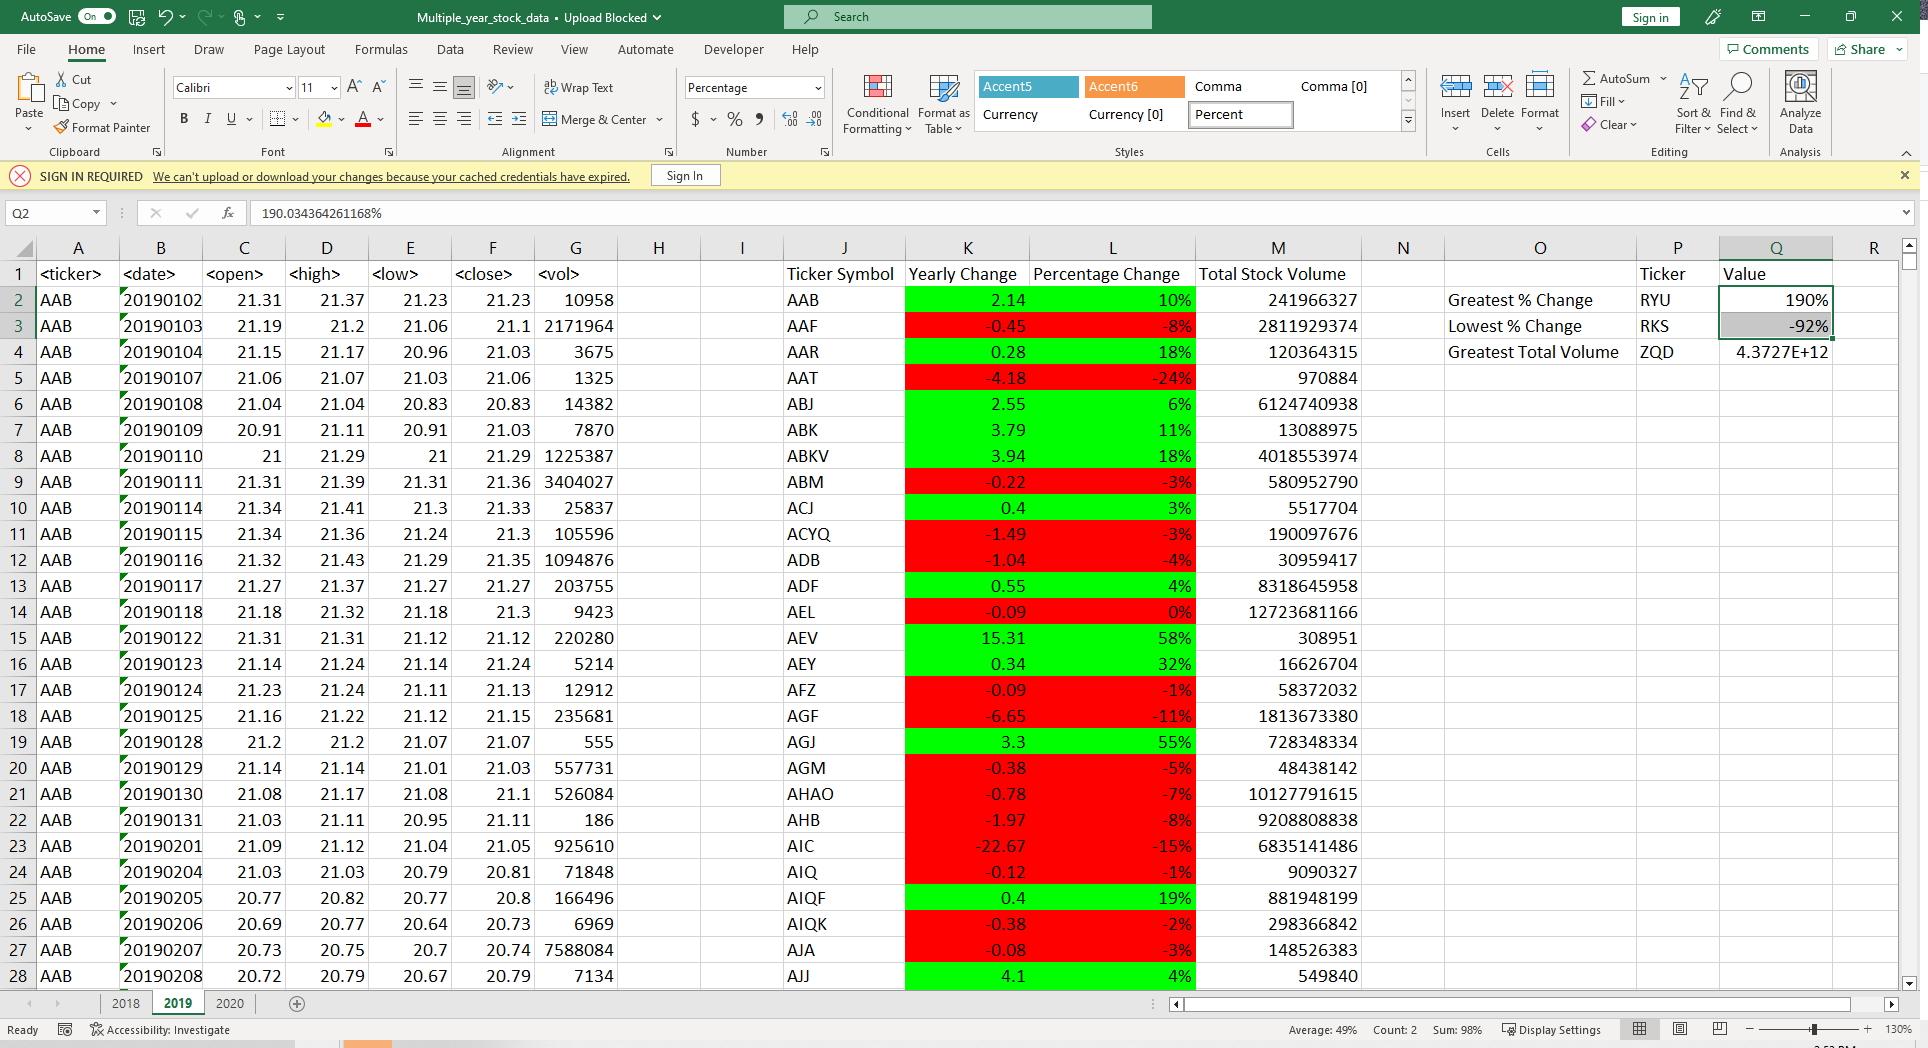 AutoSave On Multiple_year_stock_data • Upload Blocked Search Sign in
File Home Insert Draw Page Layout Formulas Data Review View Automate Developer Help Comments Share
Paste Cut Copy Format Painter
Calibri 11 B I U A A A
Wrap Text Merge & Center
Percentage $ % 9
Conditional Formatting Format as Table
Accent5 Accent6 Comma Comma [0]
Currency Currency [0] Percent
Insert Delete Format
AutoSum Fill Clear Sort & Filter Find & Select
Analyze Data
Clipboard Font Alignment Number Styles Cells Editing Analysis
SIGN IN REQUIRED We can't upload or download your changes because your cached credentials have expired. Sign In
Q2 fx 190.034364261168%
A B C D E F G H I J K L M N O P Q R
1 <ticker> <date> <open> <high> <low> <close> <vol> Ticker Symbol Yearly Change Percentage Change Total Stock Volume Ticker Value
2 AAB 20190102 21.31 21.37 21.23 21.23 10958 AAB 2.14 10% 241966327 Greatest % Change RYU 190%
3 AAB 20190103 21.19 21.2 21.06 21.1 2171964 AAF -0.45 -8% 2811929374 Lowest % Change RKS -92%
4 AAB 20190104 21.15 21.17 20.96 21.03 3675 AAR 0.28 18% 120364315 Greatest Total Volume ZQD 4.3727E+12
5 AAB 20190107 21.06 21.07 21.03 21.06 1325 AAT -4.18 -24% 970884
6 AAB 20190108 21.04 21.04 20.83 20.83 14382 ABJ 2.55 6% 6124740938
7 AAB 20190109 20.91 21.11 20.91 21.03 7870 ABK 3.79 11% 13088975
8 AAB 20190110 21 21.29 21 21.29 1225387 ABKV 3.94 18% 4018553974
9 AAB 20190111 21.31 21.39 21.31 21.36 3404027 ABM -0.22 -3% 580952790
10 AAB 20190114 21.34 21.41 21.3 21.33 25837 ACJ 0.4 3% 5517704
11 AAB 20190115 21.34 21.36 21.24 21.3 105596 ACYQ -1.49 -3% 190097676
12 AAB 20190116 21.32 21.43 21.29 21.35 1094876 ADB -1.04 -4% 30959417
13 AAB 20190117 21.27 21.37 21.27 21.27 203755 ADF 0.55 4% 8318645958
14 AAB 20190118 21.18 21.32 21.18 21.3 9423 AEL -0.09 0% 12723681166
15 AAB 20190122 21.31 21.31 21.12 21.12 220280 AEV 15.31 58% 308951
16 AAB 20190123 21.14 21.24 21.14 21.24 5214 AEY 0.34 32% 16626704
17 AAB 20190124 21.23 21.24 21.11 21.13 12912 AFZ -0.09 -1% 58372032
18 AAB 20190125 21.16 21.22 21.12 21.15 235681 AGF -6.65 -11% 1813673380
19 AAB 20190128 21.2 21.2 21.07 21.07 555 AGJ 3.3 55% 728348334
20 AAB 20190129 21.14 21.14 21.01 21.03 557731 AGM -0.38 -5% 48438142
21 AAB 20190130 21.08 21.17 21.08 21.1 526084 AHAO -0.78 -7% 10127791615
22 AAB 20190131 21.03 21.11 20.95 21.11 186 AHB -1.97 -8% 9208808838
23 AAB 20190201 21.09 21.12 21.04 21.05 925610 AIC -22.67 -15% 6835141486
24 AAB 20190204 21.03 21.03 20.79 20.81 71848 AIQ -0.12 -1% 9090327
25 AAB 20190205 20.77 20.82 20.77 20.8 166496 AIQF 0.4 19% 881948199
26 AAB 20190206 20.69 20.77 20.64 20.73 6969 AIQK -0.38 -2% 298366842
27 AAB 20190207 20.73 20.75 20.7 20.74 7588084 AJA -0.08 -3% 148526383
28 AAB 20190208 20.72 20.79 20.67 20.79 7134 AJJ 4.1 4% 549840
2018 2019 2020
Ready Accessibility: Investigate Average: 49% Count: 2 Sum: 98% Display Settings 130%